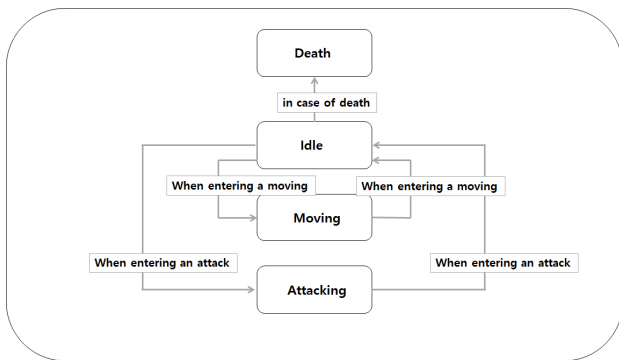 Death
in case of death
Idle
When entering a moving
When entering a moving
Moving
When entering an attack
When entering an attack
Attacking